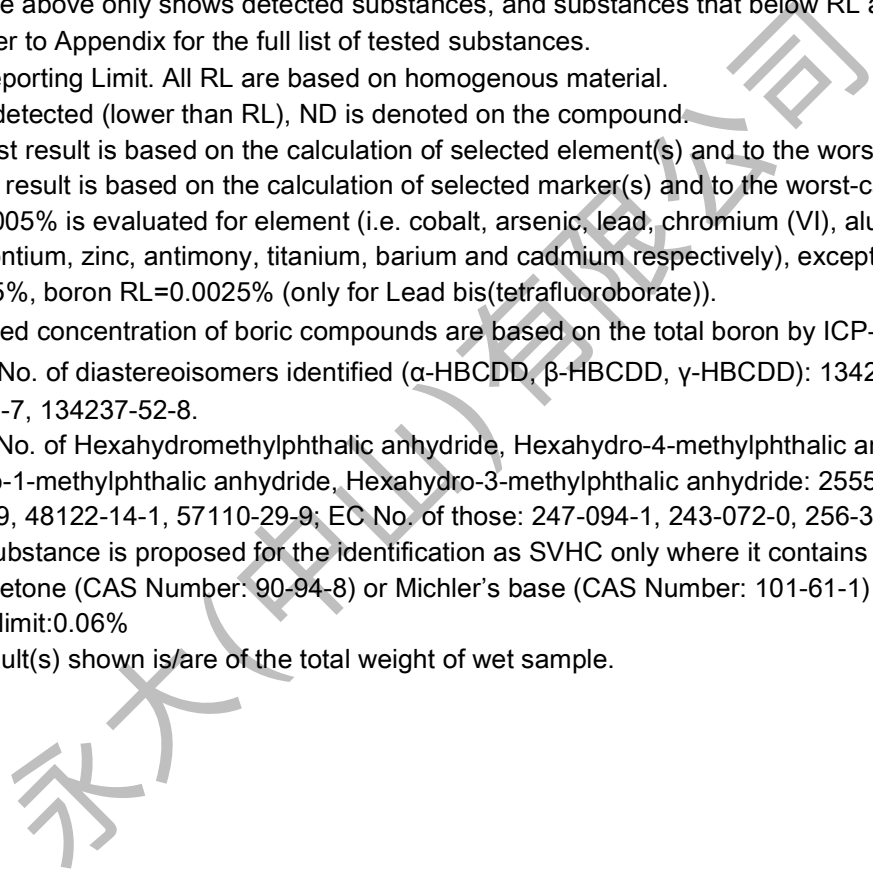 e above only shows detected substances, and substances that below RL a
er to Appendix for the full list of tested substances.
eporting Limit. All RL are based on homogenous material.
detected (lower than RL), ND is denoted on the compound.
st result is based on the calculation of selected element(s) and to the wors
result is based on the calculation of selected marker(s) and to the worst-c
005% is evaluated for element (i.e. cobalt, arsenic, lead, chromium (VI), alu
ntium, zinc, antimony, titanium, barium and cadmium respectively), except
5%, boron RL=0.0025% (only for Lead bis(tetrafluoroborate)).
ed concentration of boric compounds are based on the total boron by ICP-
No. of diastereoisomers identified (α-HBCDD, β-HBCDD, γ-HBCDD): 1342
-7, 134237-52-8.
No. of Hexahydromethylphthalic anhydride, Hexahydro-4-methylphthalic a
-1-methylphthalic anhydride, Hexahydro-3-methylphthalic anhydride: 2555
9, 48122-14-1, 57110-29-9; EC No. of those: 247-094-1, 243-072-0, 256-3
ubstance is proposed for the identification as SVHC only where it contains
etone (CAS Number: 90-94-8) or Michler’s base (CAS Number: 101-61-1)
limit:0.06%
ult(s) shown is/are of the total weight of wet sample.
永大(中山)有限公司